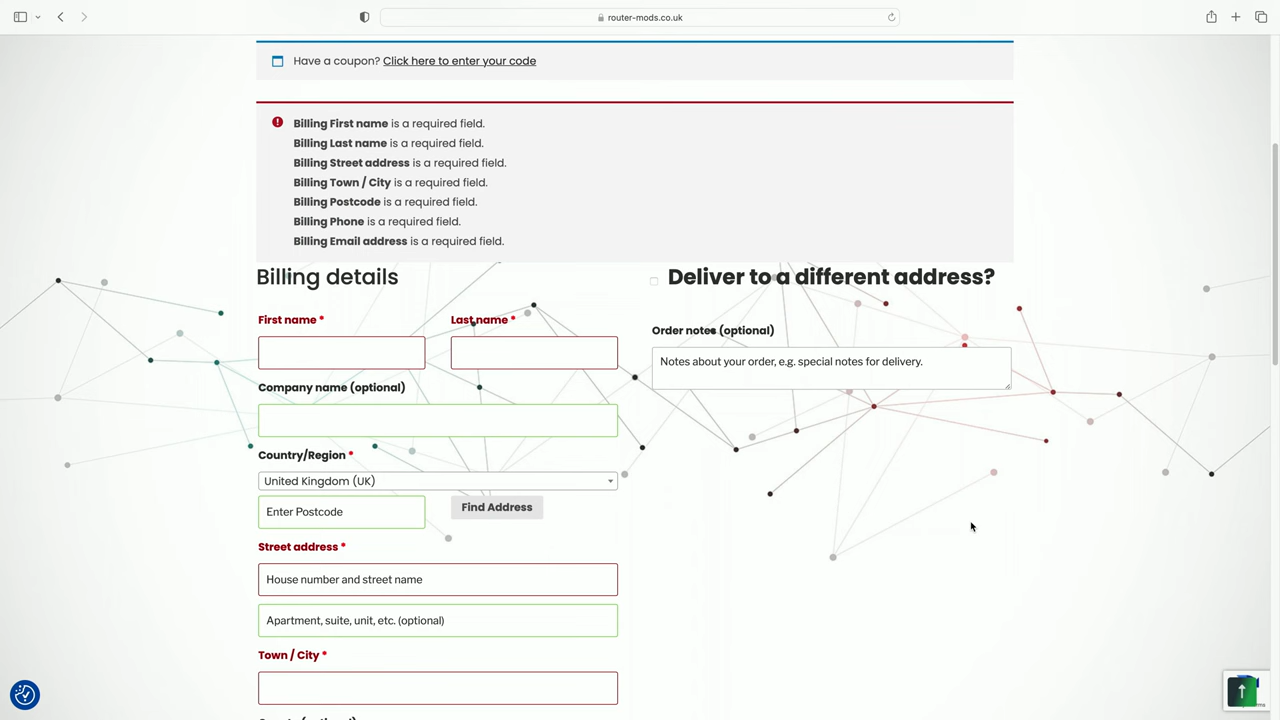 router-mods.co.uk
Have a coupon? Click here to enter your code
Billing First name is a required field.
Billing Last name is a required field.
Billing Street address is a required field.
Billing Town / City is a required field.
Billing Postcode is a required field.
Billing Phone is a required field.
Billing Email address is a required field.
Billing details
Deliver to a different address?
First name *
Last name *
Order notes (optional)
Notes about your order, e.g. special notes for delivery.
Company name (optional)
Country/Region *
United Kingdom (UK)
Enter Postcode
Find Address
Street address *
House number and street name
Apartment, suite, unit, etc. (optional)
Town / City *